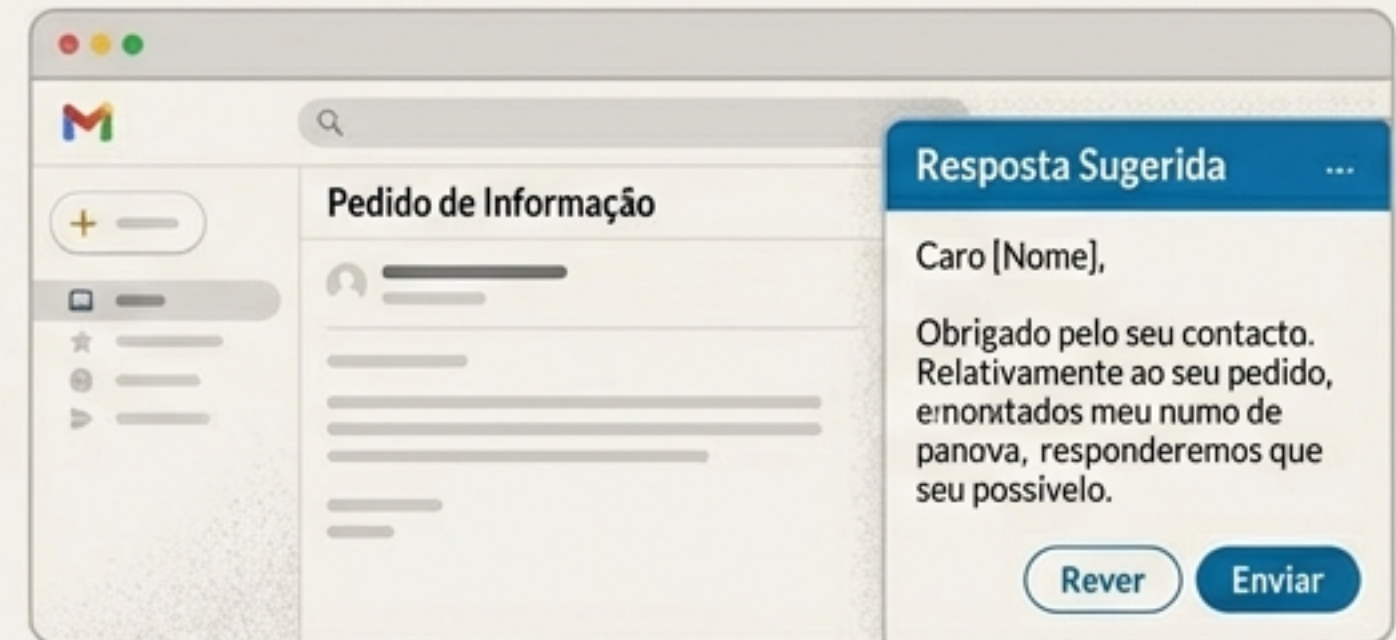 Pedido de Informação
Resposta Sugerida
...
Caro [Nome],
Obrigado pelo seu contacto.
Relativamente ao seu pedido,
meu numo de
panova, responderemos que
seu possivelo.
Rever
Enviar